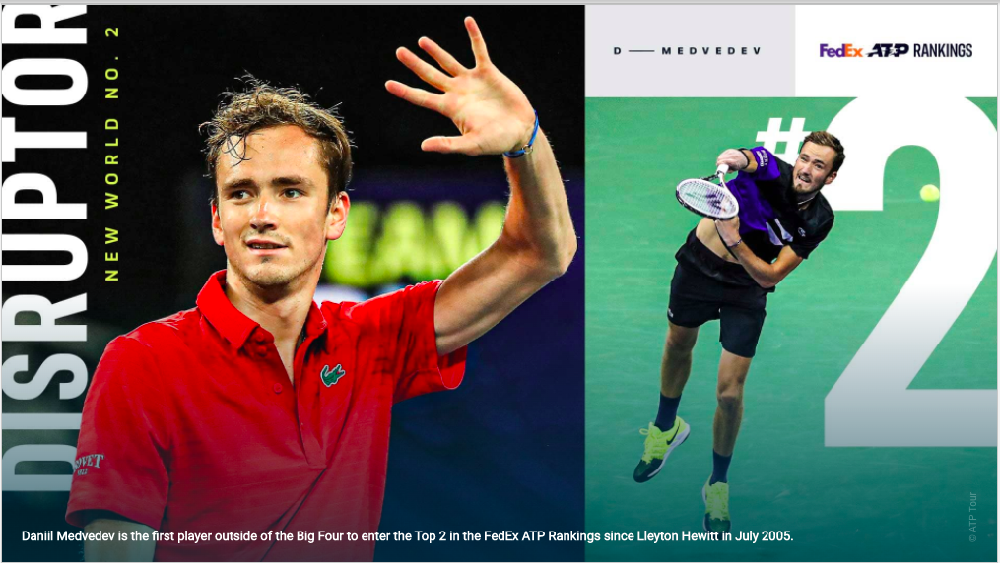 DISRUPTOR
NEW WORLD NO. 2
D — MEDVEDEV
FedEx ATP RANKINGS
#2
Daniil Medvedev is the first player outside of the Big Four to enter the Top 2 in the FedEx ATP Rankings since Lleyton Hewitt in July 2005.
© ATP Tour